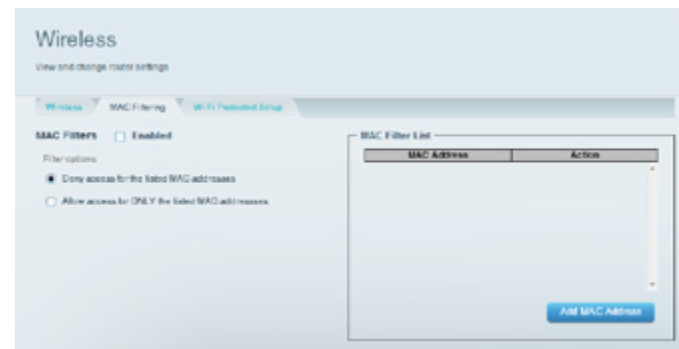 Wireless
View and change router settings
Wireless MAC Filtering Wi-Fi Protected Setup
MAC Filters Enabled
Filter options
Deny access for the listed MAC addresses
Allow access for ONLY the listed MAC addresses
MAC Filter List
MAC Address Action
Add MAC Address